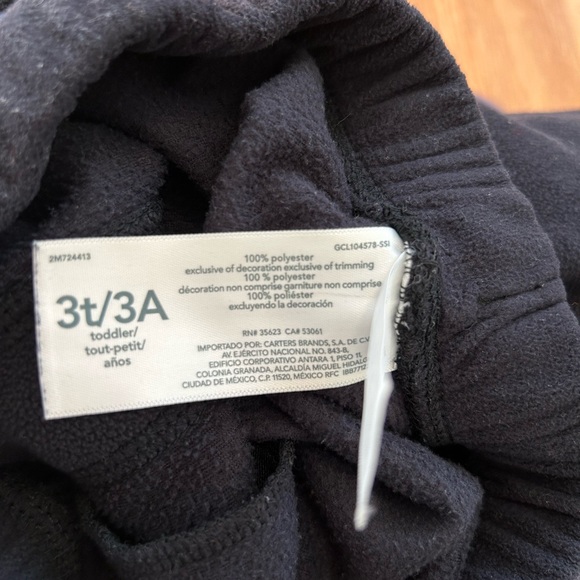 2M724413
GCL104578-SSI
100% polyester
exclusive of decoration exclusive of trimming
100 % polyester
décoration non comprise garniture non comprise
100% poliéster
excluyendo la decoración
3t/3A
toddler/
tout-petit/
años
RN# 35623 CA# 53061
IMPORTADO POR: CARTERS BRANDS, S.A. DE C.V.
AV. EJÉRCITO NACIONAL NO. 843-B,
EDIFICIO CORPORATIVO ANTARA 1, PISO 11,
COLONIA GRANADA, ALCALDÍA MIGUEL
CIUDAD DE MÉXICO, C.P. 11520, MÉXICO RFC